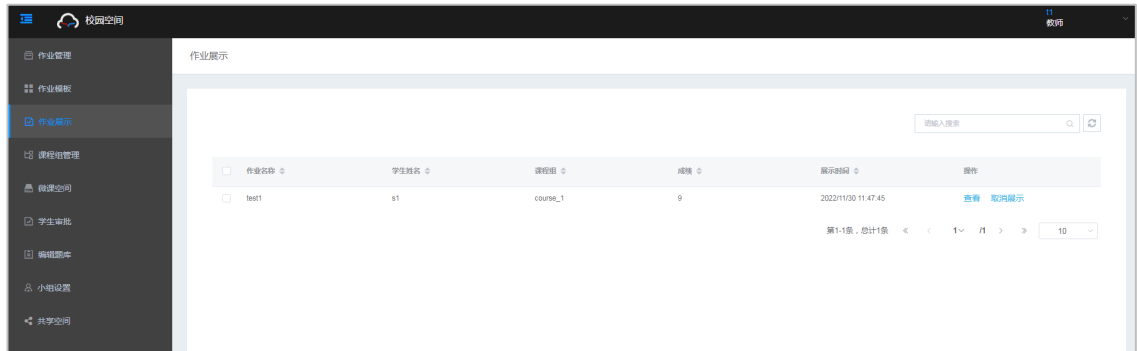 校园空间
t1
教师
作业管理
作业模板
作业展示
课程组管理
微课空间
学生审批
编辑题库
小组设置
共享空间
作业展示
请输入搜索
作业名称 学生姓名 课程组 成绩 展示时间 操作
test1 s1 course_1 9 2022/11/30 11:47:45 查看 取消展示
第1-1条，总计1条 1 /1 10